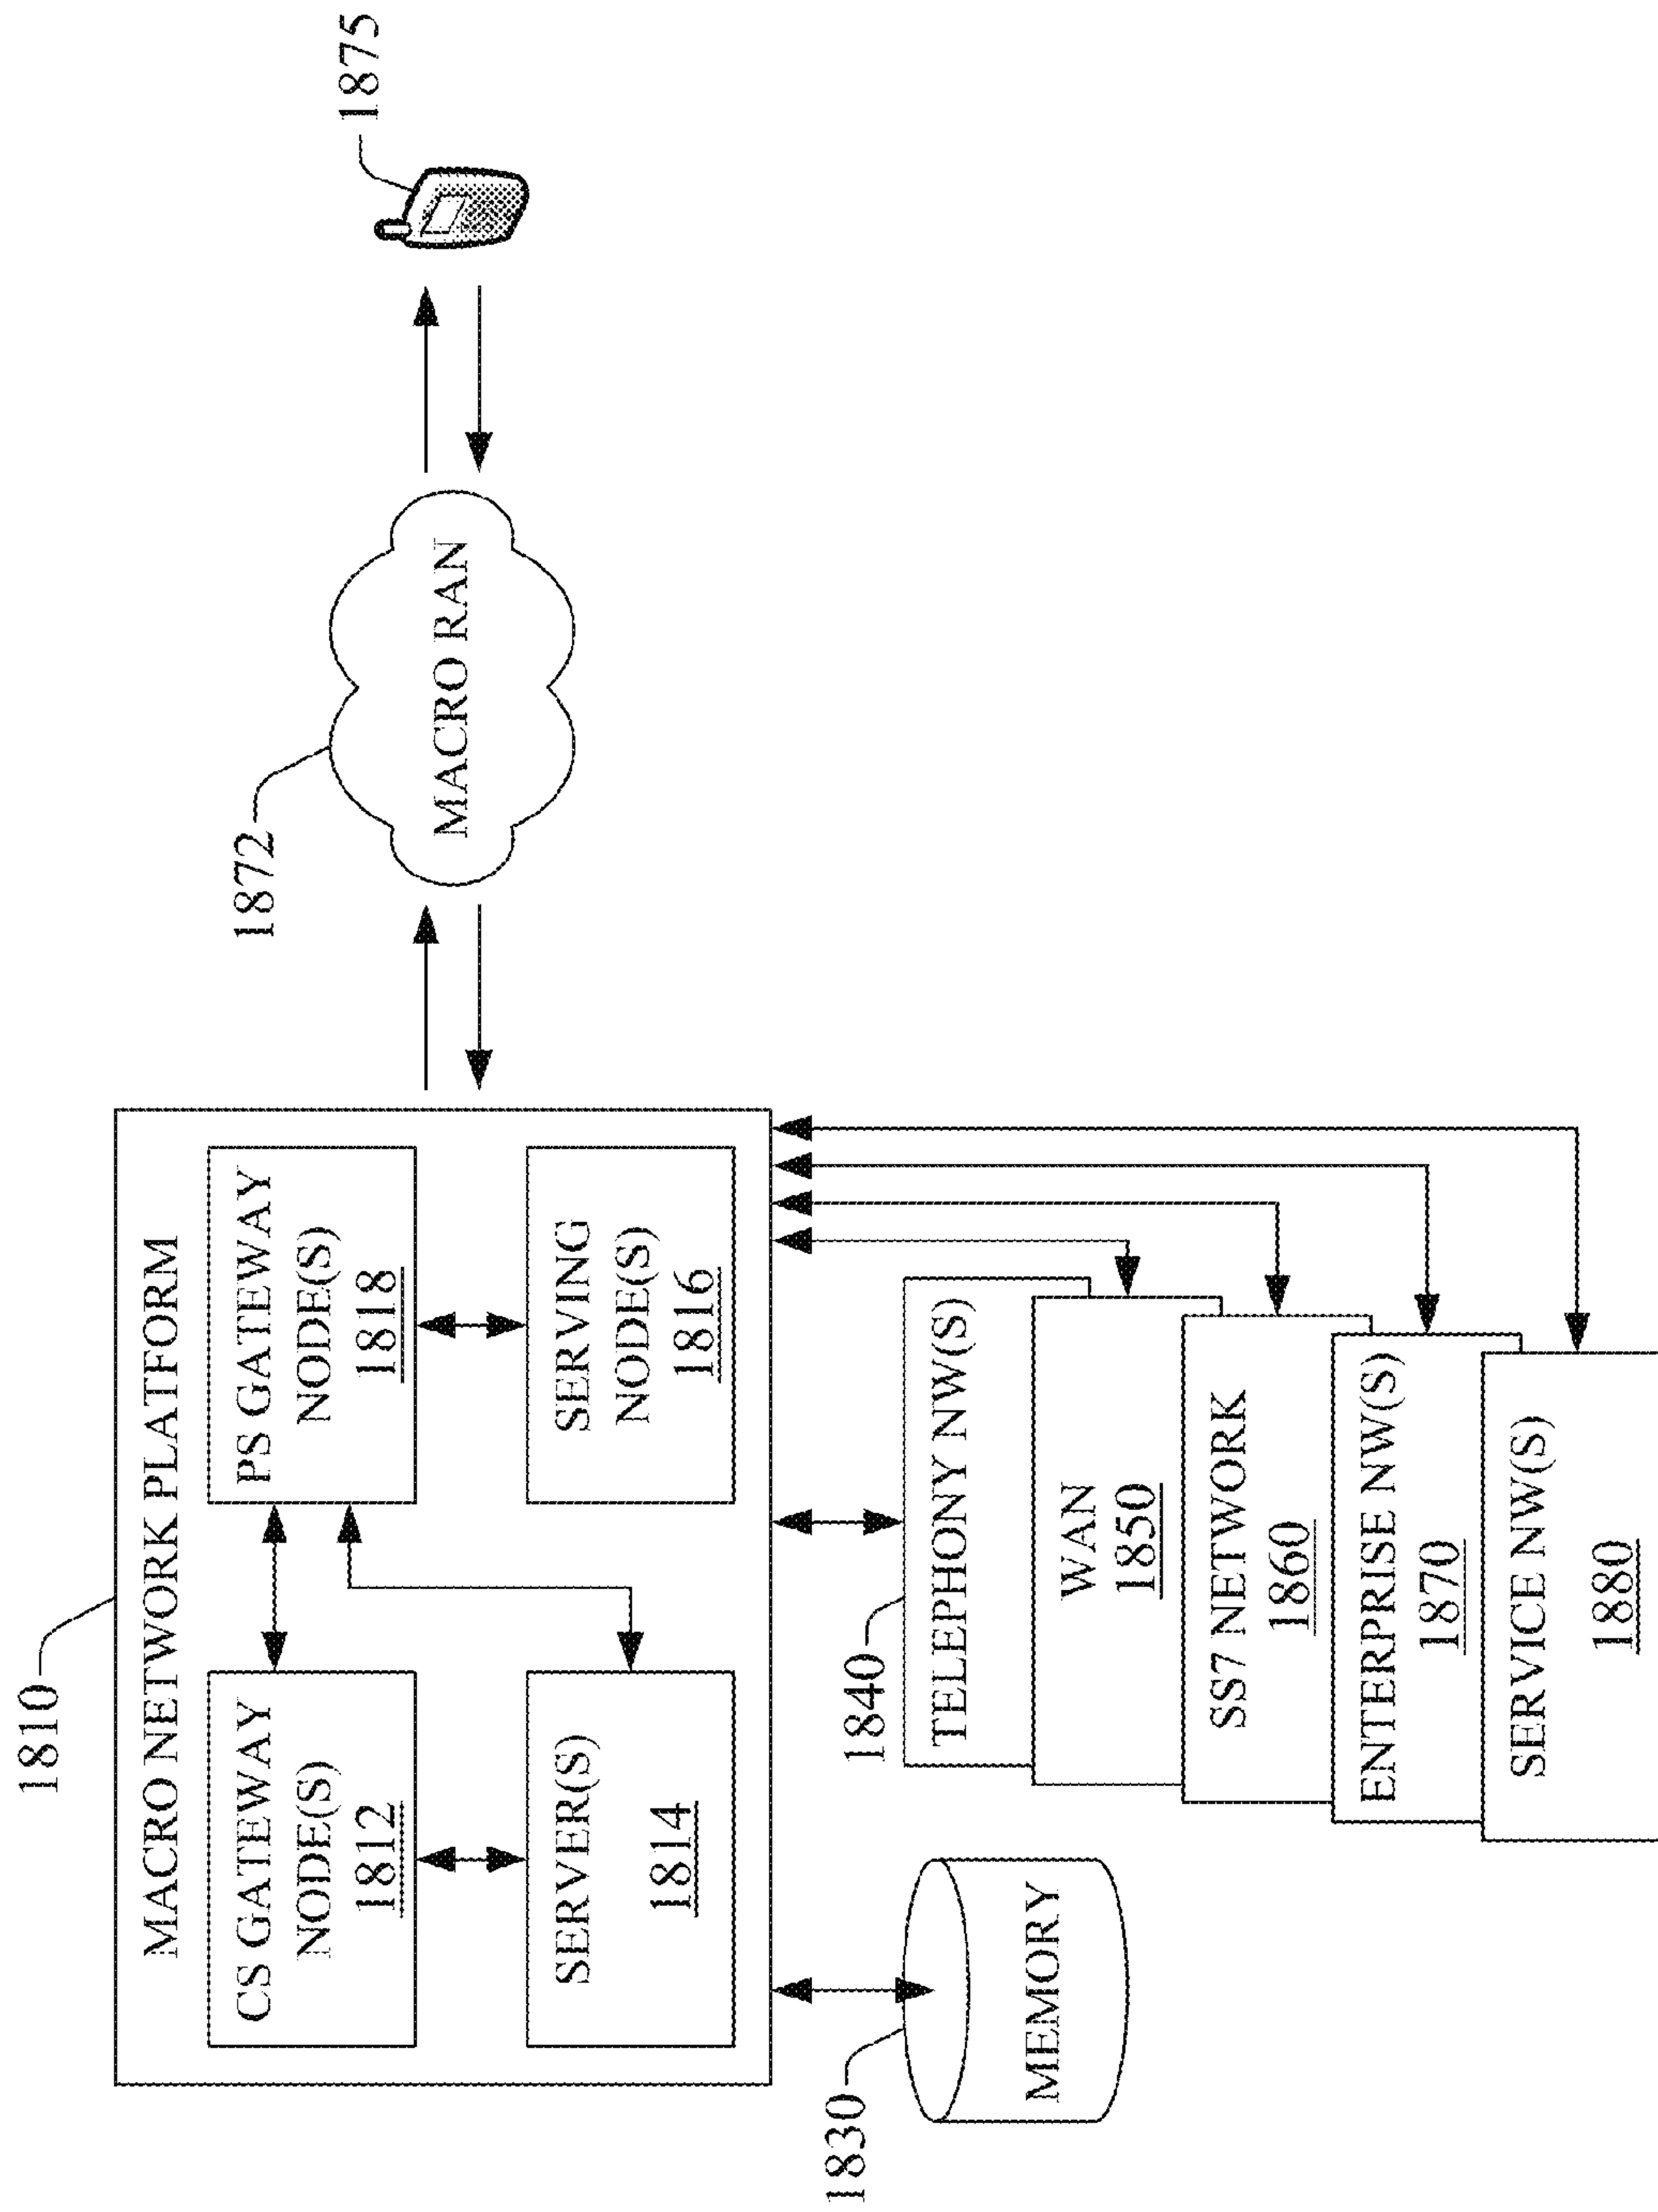 1810
MACRO NETWORK PLATFORM
CS GATEWAY
NODE(S)
1812
PS GATEWAY
NODE(S)
1818
SERVER(S)
1814
SERVING
NODE(S)
1816
1872
MACRO RAN
1875
1830
MEMORY
1840
TELEPHONY NW(S)
WAN
1850
SS7 NETWORK
1860
ENTERPRISE NW(S)
1870
SERVICE NW(S)
1880